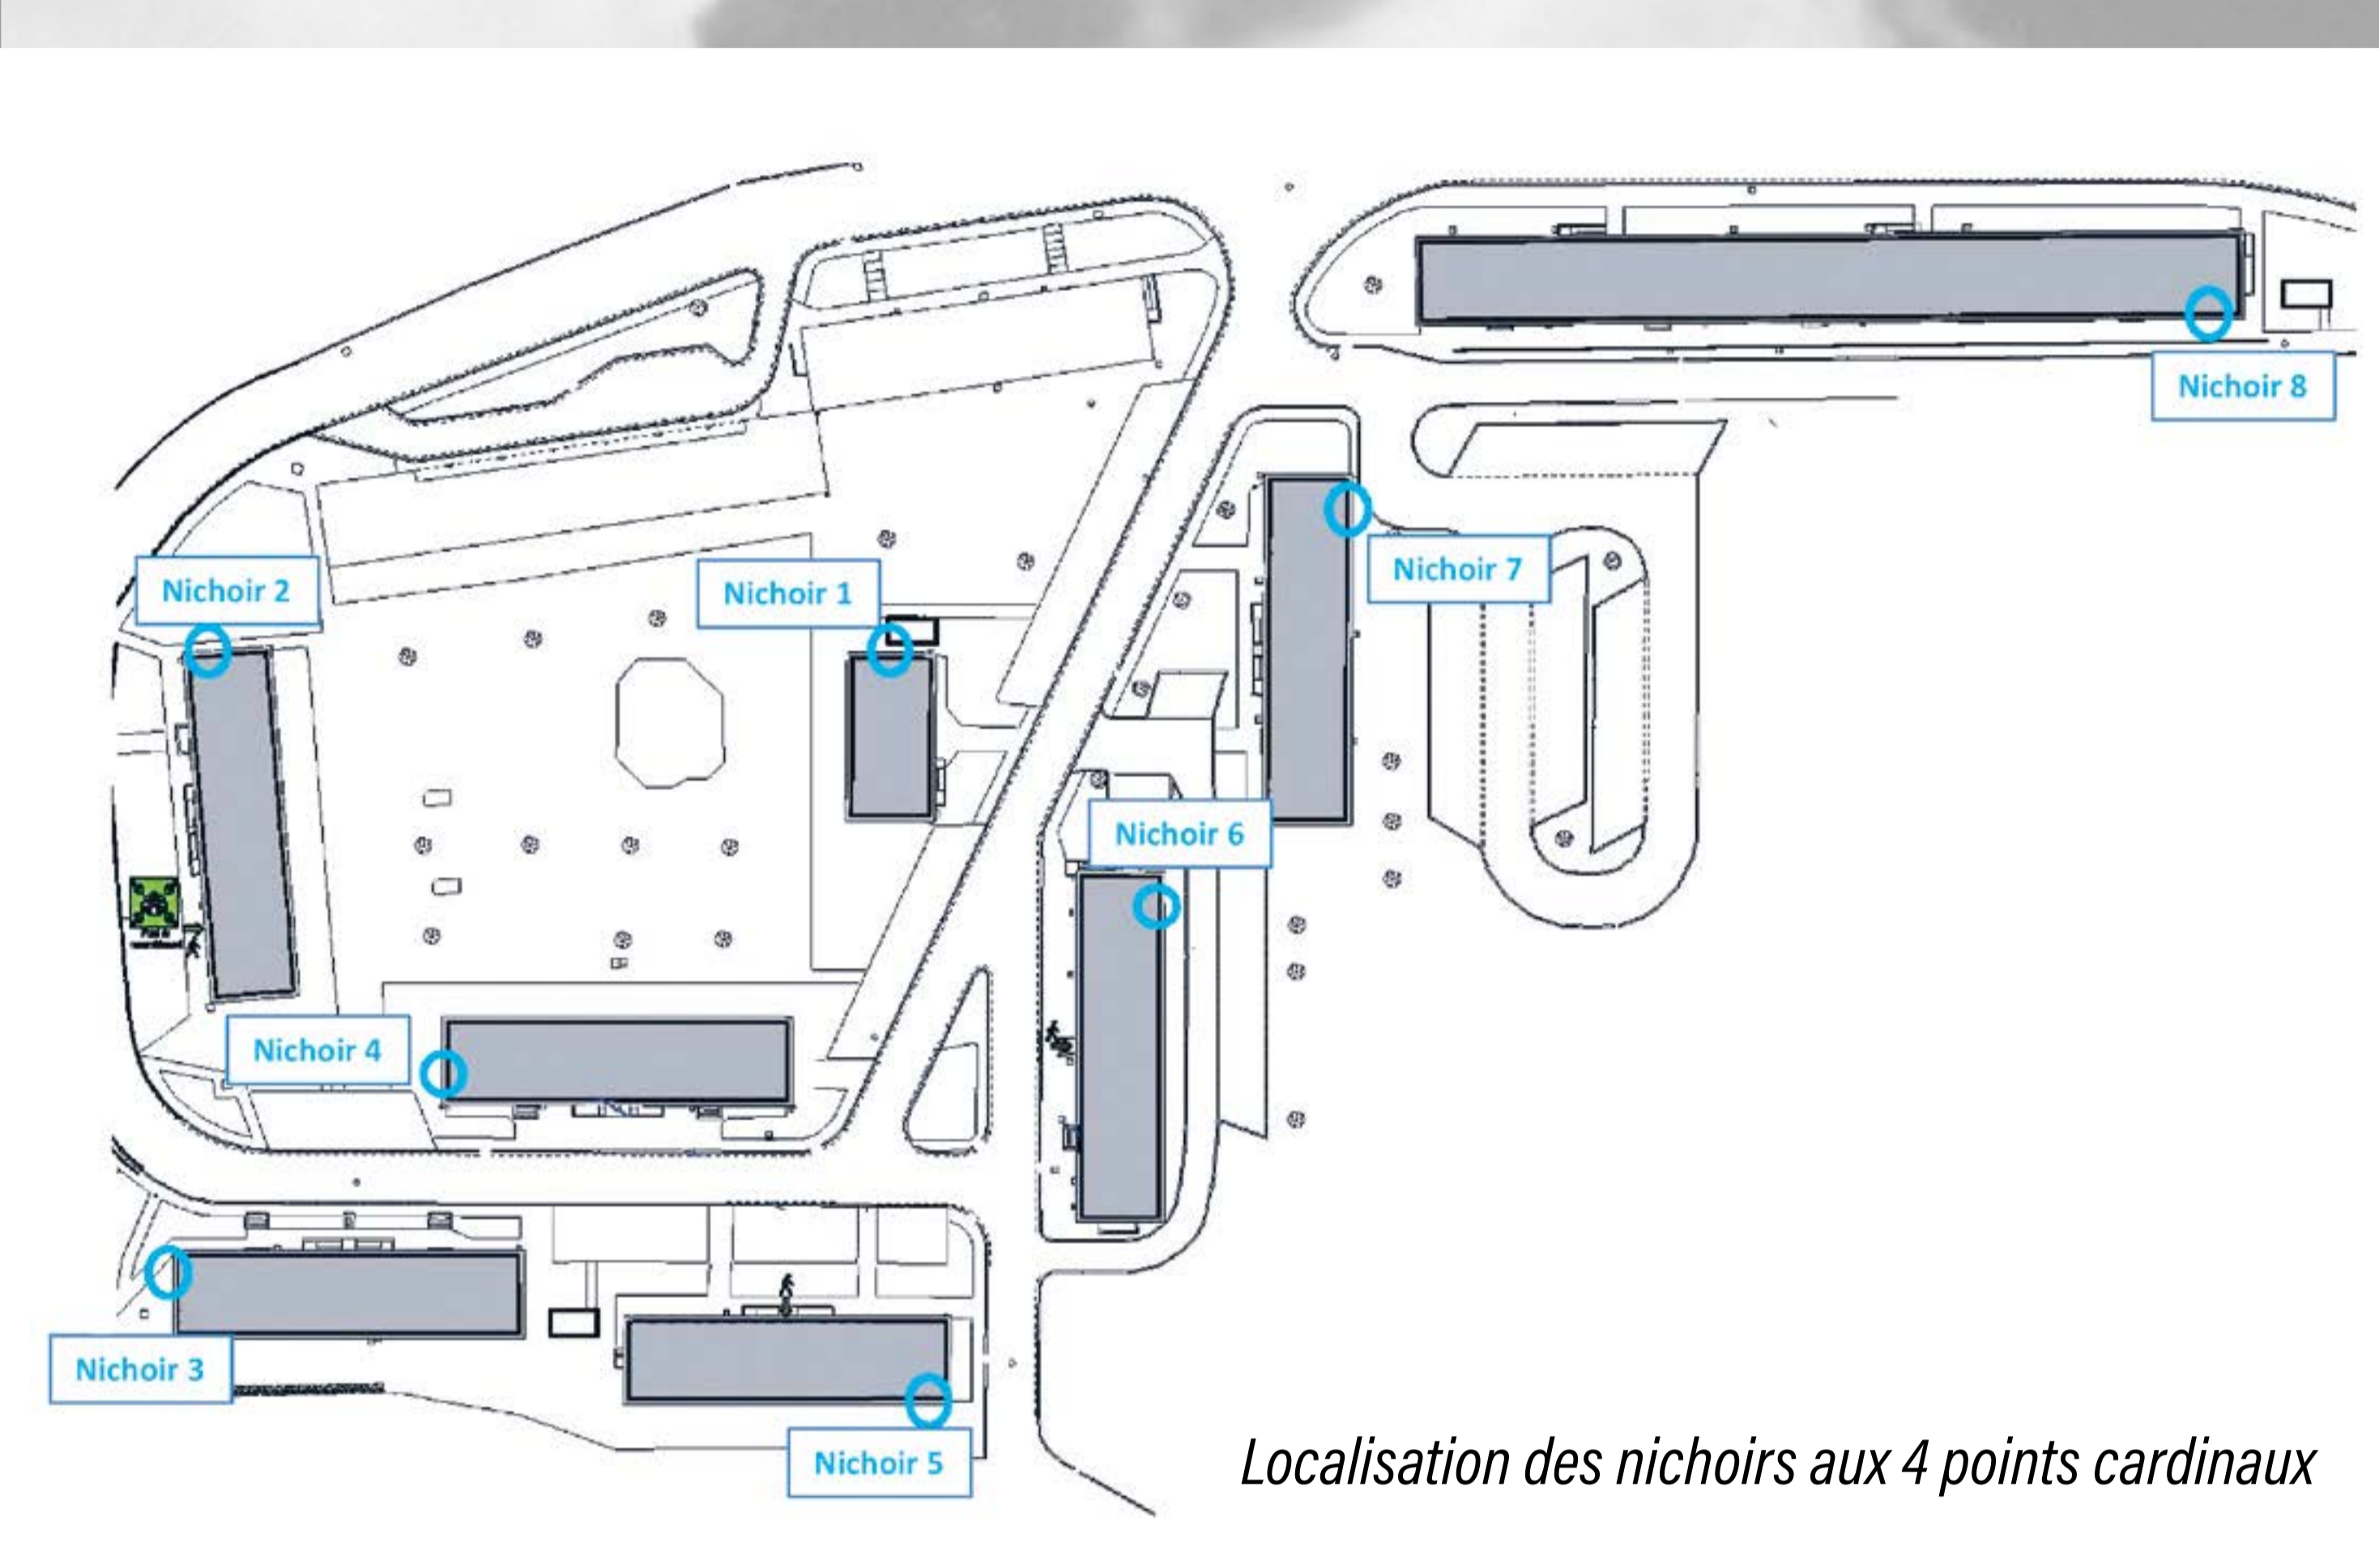 Nichoir 8
Nichoir 7
Nichoir 2
Nichoir 1
Nichoir 6
Nichoir 4
Nichoir 3
Nichoir 5
Localisation des nichoirs aux 4 points cardinaux